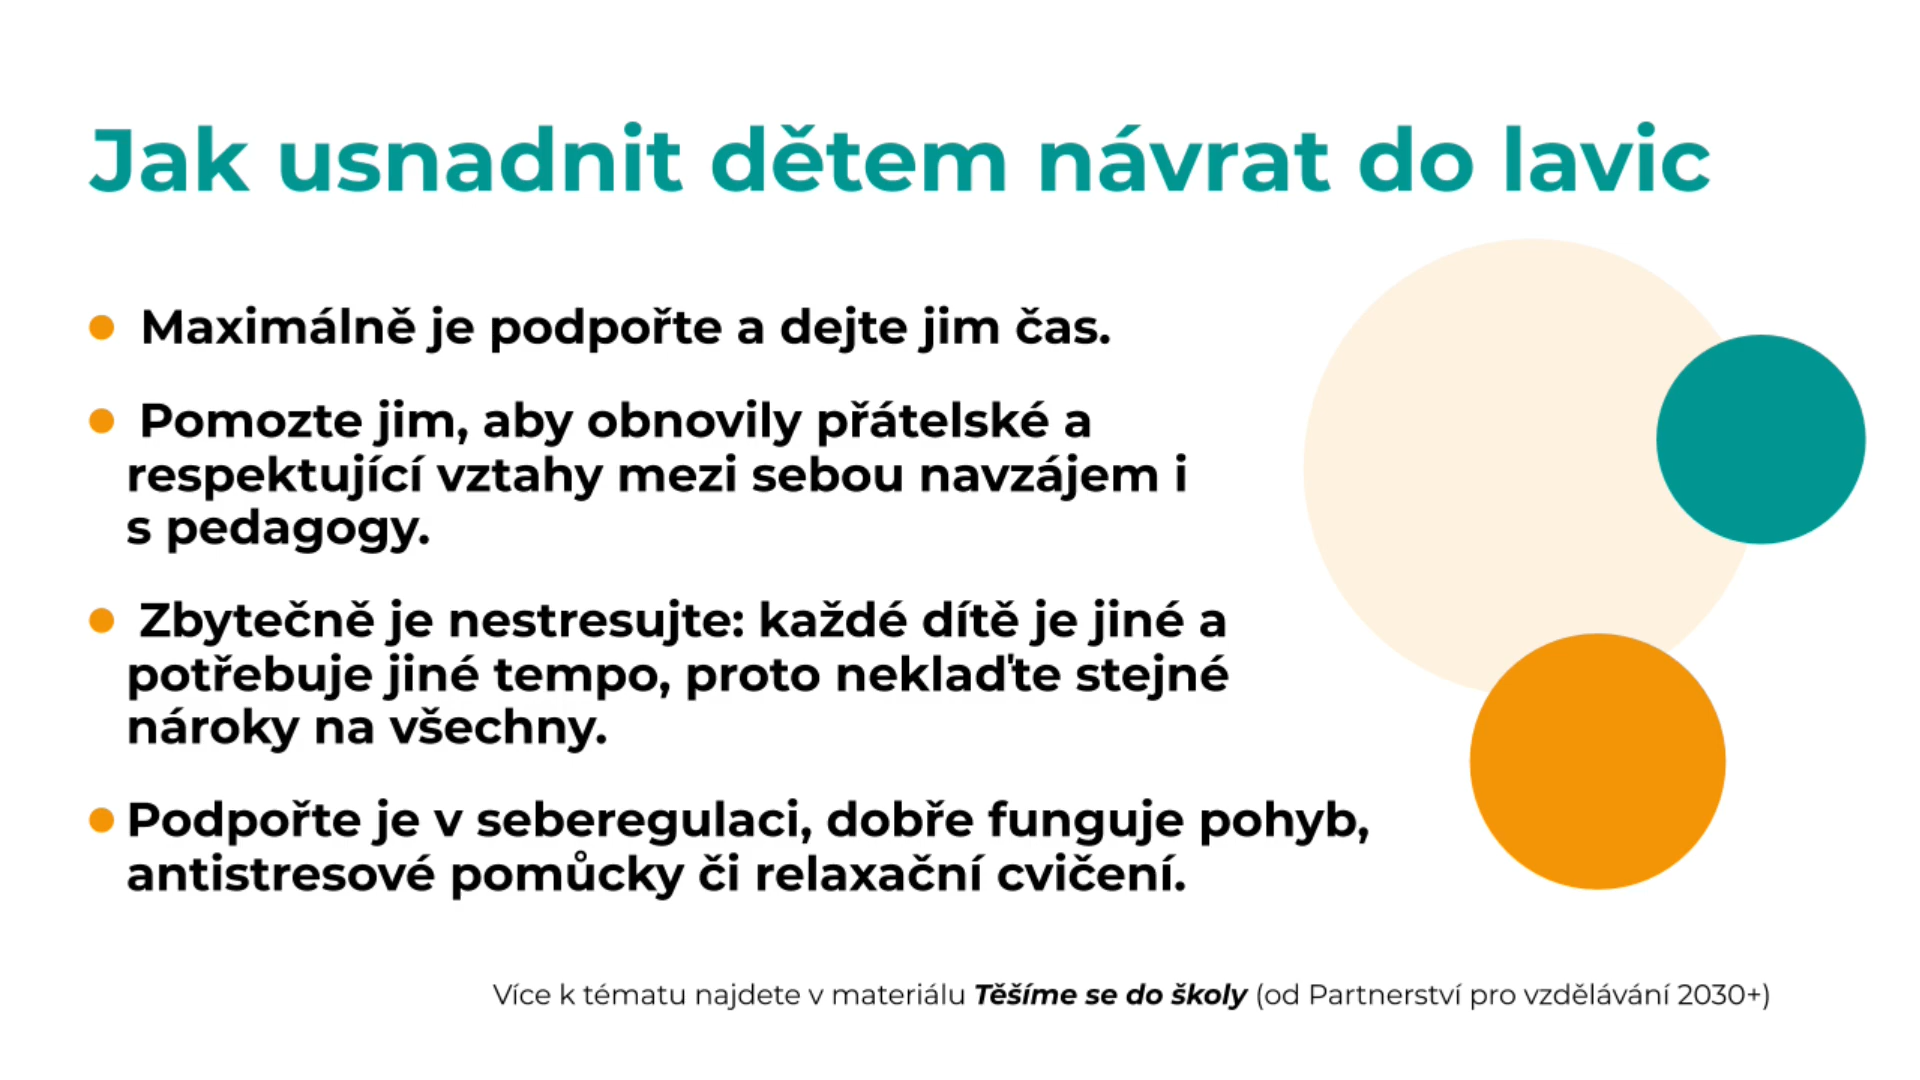 Jak usnadnit dětem návrat do lavic
Maximálně je podpořte a dejte jim čas.
Pomozte jim, aby obnovily přátelské a
respektující vztahy mezi sebou navzájem i
s pedagogy.
Zbytečně je nestresujte: každé dítě je jiné a
potřebuje jiné tempo, proto neklaďte stejné
nároky na všechny.
Podpořte je v seberegulaci, dobře funguje pohyb,
antistresové pomůcky či relaxační cvičení.
Více k tématu najdete v materiálu Těšíme se do školy (od Partnerství pro vzdělávání 2030+)